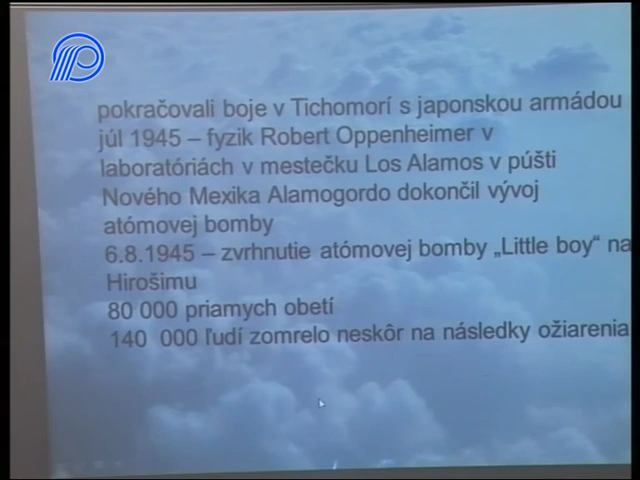 pokračovali boje v Tichomorí s japonskou armádou
júl 1945 – fyzik Robert Oppenheimer v
laboratóriách v mestečku Los Alamos v púšti
Nového Mexika Alamogordo dokončil vývoj
atómovej bomby
6.8.1945 – zvrhnutie atómovej bomby „Little boy“ na
Hirošimu
80 000 priamych obetí
140  000 ľudí zomrelo neskôr na následky ožiarenia